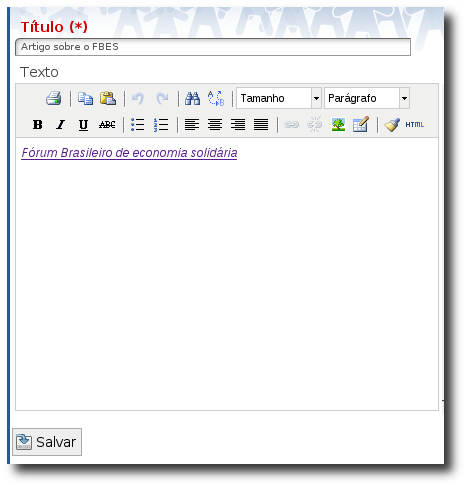 Título (*)
Artigo sobre o FBES
Texto
Tamanho Parágrafo
B I U ABC HTML
Fórum Brasileiro de economia solidária
Salvar